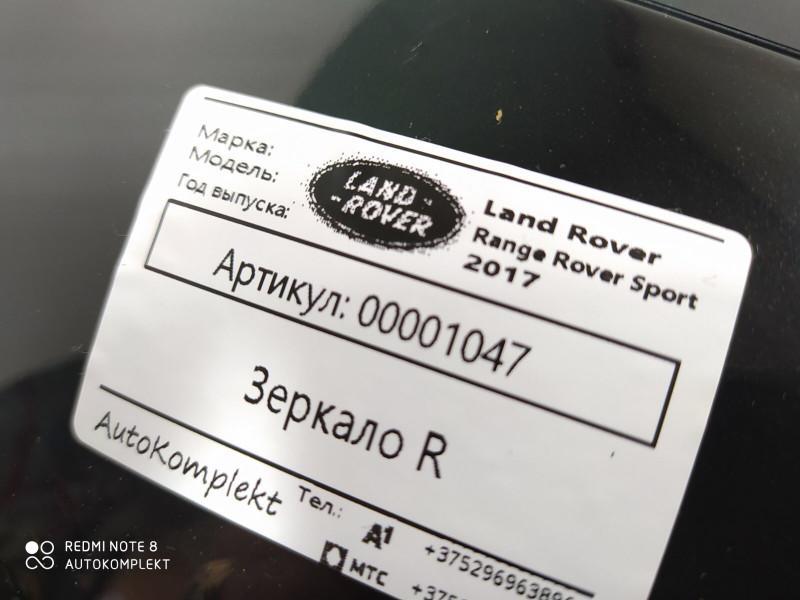 Марка:
Модель:
Год выпуска:
LAND-
-ROVER
Land Rover
Range Rover Sport
2017
Артикул: 00001047
Зеркало R
AutoKomplekt
Тел.:
A1
МТС
REDMI NOTE 8
AUTOKOMPLEKT